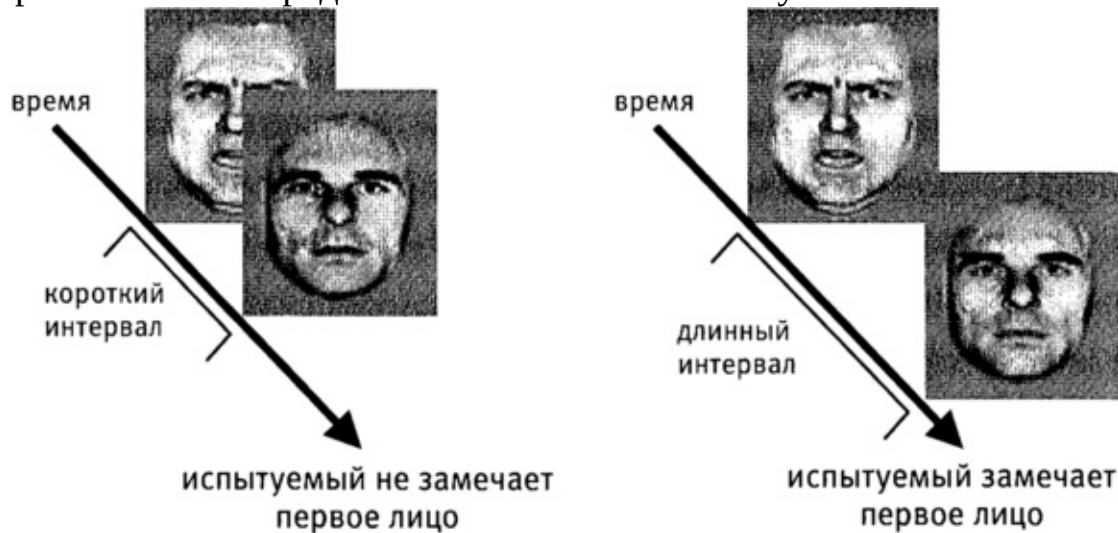 время
короткий
интервал
испытуемый не замечает
первое лицо
время
длинный
интервал
испытуемый замечает
первое лицо